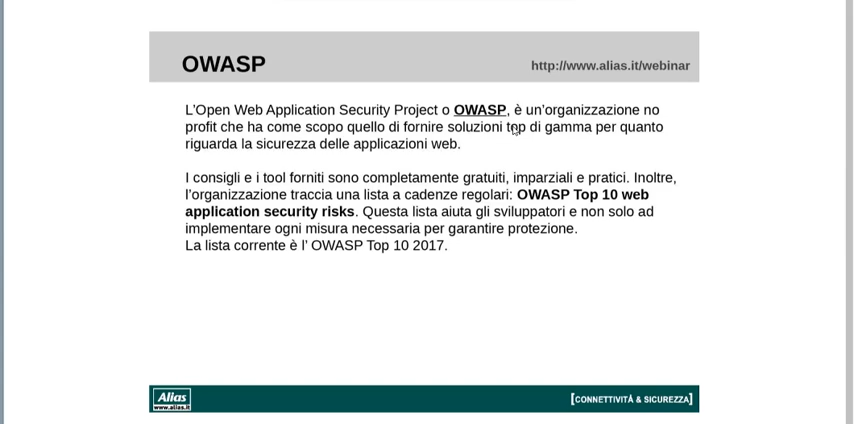 OWASP
http://www.alias.it/webinar
L'Open Web Application Security Project o OWASP, è un'organizzazione no
profit che ha come scopo quello di fornire soluzioni top di gamma per quanto
riguarda la sicurezza delle applicazioni web.
I consigli e i tool forniti sono completamente gratuiti, imparziali e pratici. Inoltre,
l'organizzazione traccia una lista a cadenze regolari: OWASP Top 10 web
application security risks. Questa lista aiuta gli sviluppatori e non solo ad
implementare ogni misura necessaria per garantire protezione.
La lista corrente è l' OWASP Top 10 2017.
Alias
www.alias.it
[CONNETTIVITÀ & SICUREZZA]